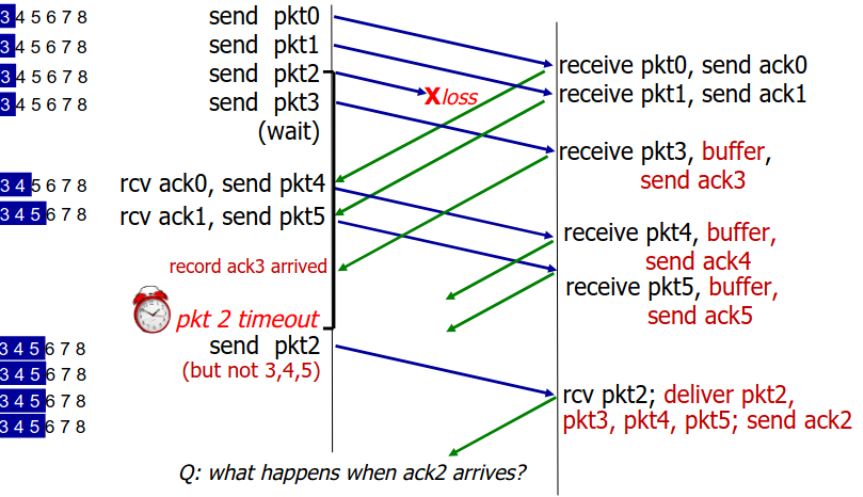 3 4 5 6 7 8 send pkt0
3 4 5 6 7 8 send pkt1
3 4 5 6 7 8 send pkt2
3 4 5 6 7 8 send pkt3
(wait)
X loss
receive pkt0, send ack0
receive pkt1, send ack1
receive pkt3, buffer,
send ack3
3 4 5 6 7 8 rcv ack0, send pkt4
3 4 5 6 7 8 rcv ack1, send pkt5
record ack3 arrived
receive pkt4, buffer,
send ack4
receive pkt5, buffer,
send ack5
pkt 2 timeout
3 4 5 6 7 8 send pkt2
3 4 5 6 7 8 (but not 3,4,5)
3 4 5 6 7 8
3 4 5 6 7 8
rcv pkt2; deliver pkt2,
pkt3, pkt4, pkt5; send ack2
Q: what happens when ack2 arrives?